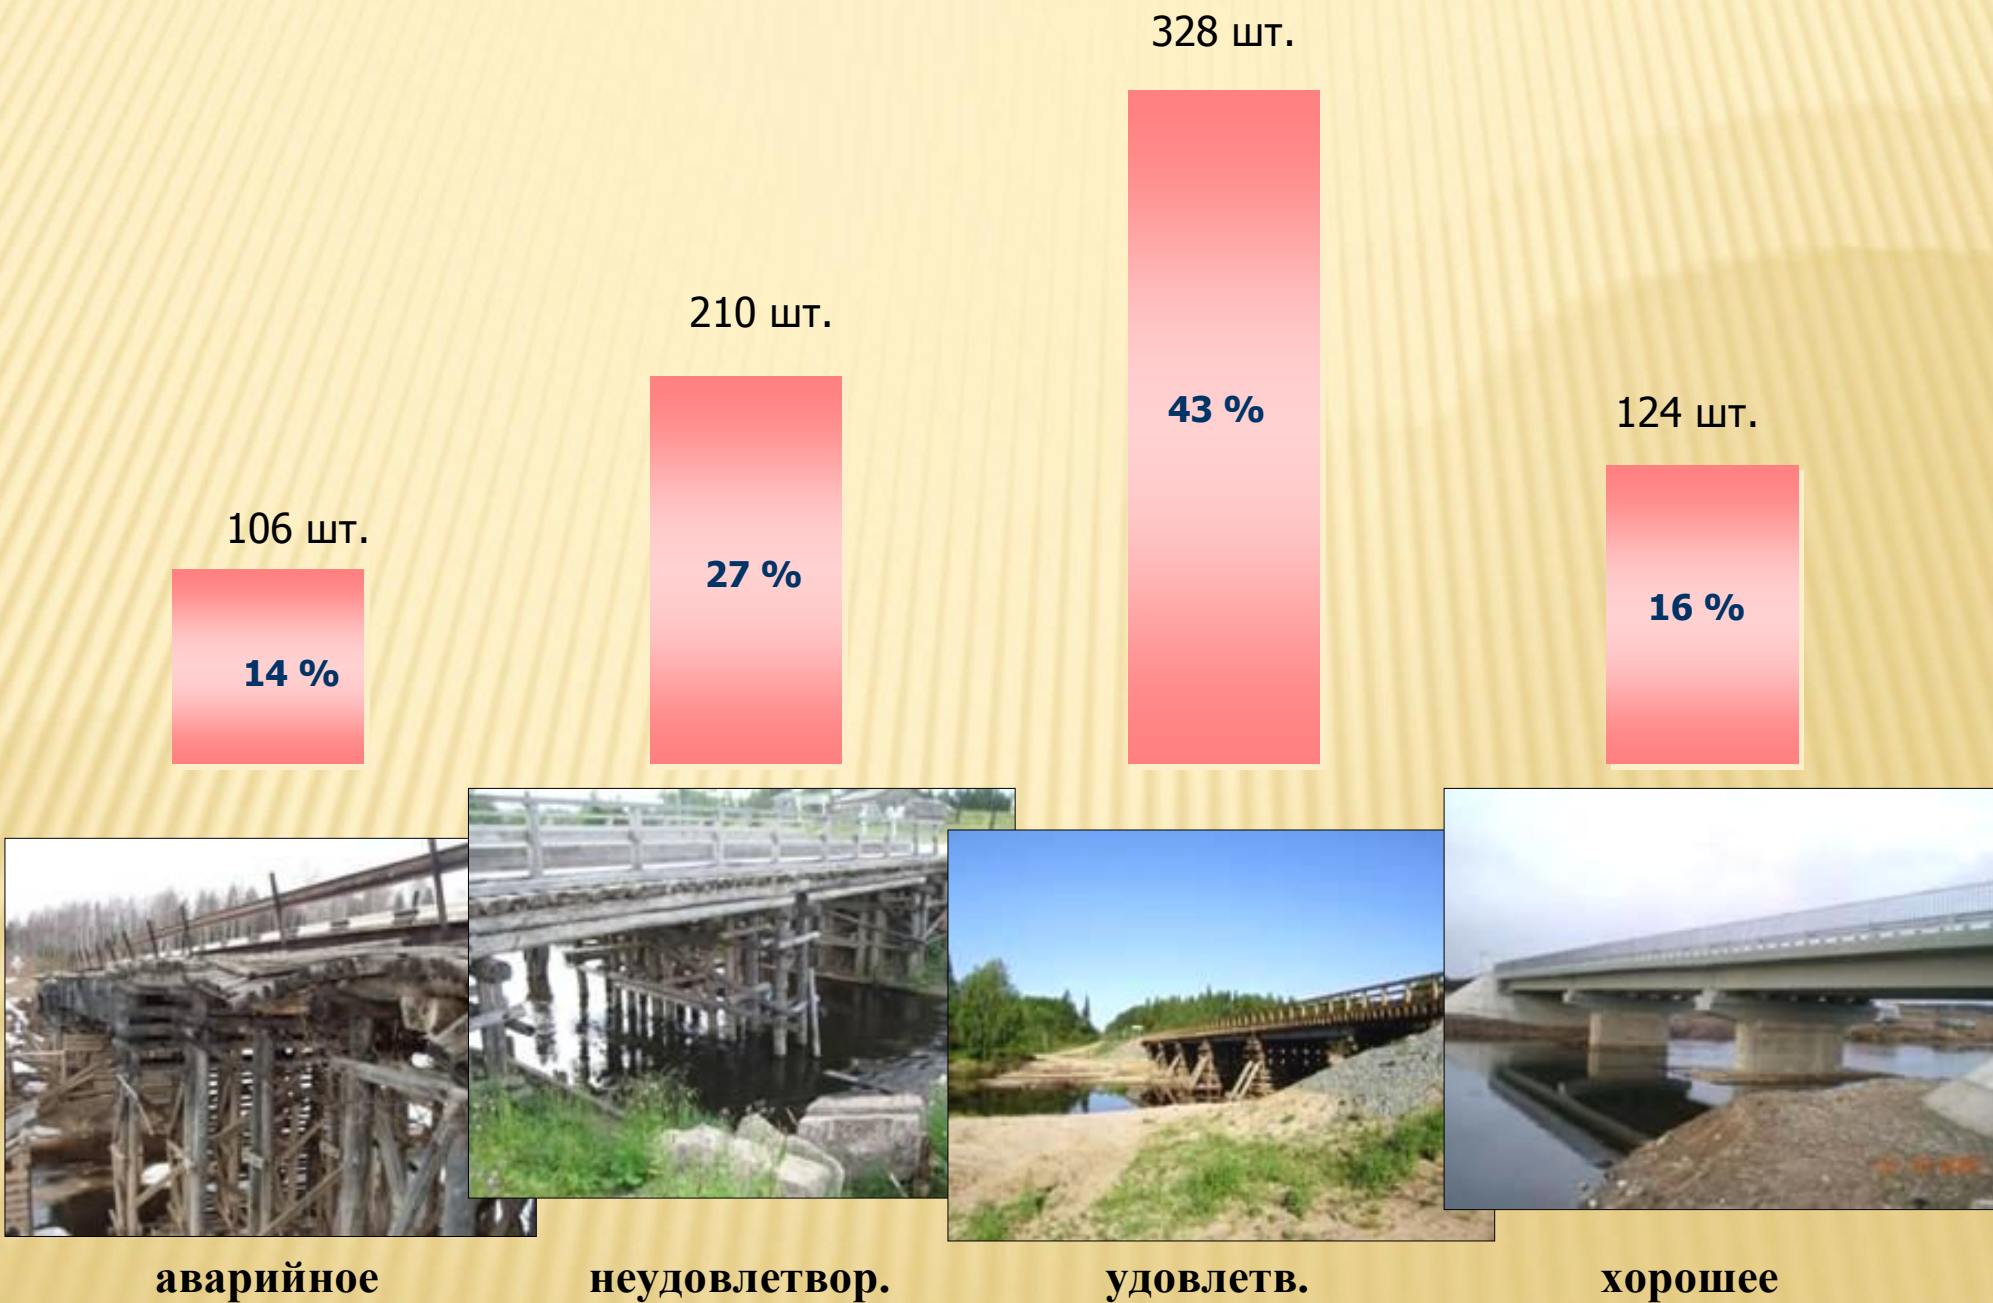 328 шт.
210 шт.
43 %
124 шт.
106 шт.
27 %
16 %
14 %
аварийное
неудовлетвор.
удовлетв.
хорошее